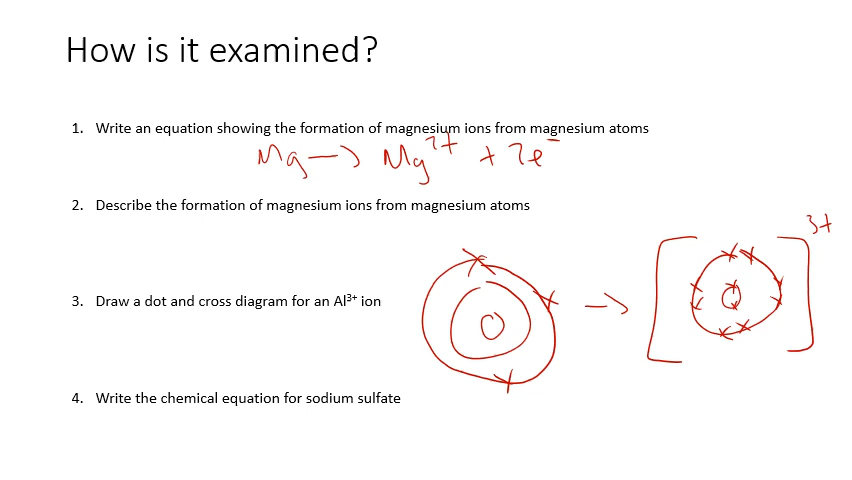 How is it examined?
1. Write an equation showing the formation of magnesium ions from magnesium atoms
Mg → Mg²⁺ + 2e⁻
2. Describe the formation of magnesium ions from magnesium atoms
3+
3. Draw a dot and cross diagram for an Al³⁺ ion
4. Write the chemical equation for sodium sulfate